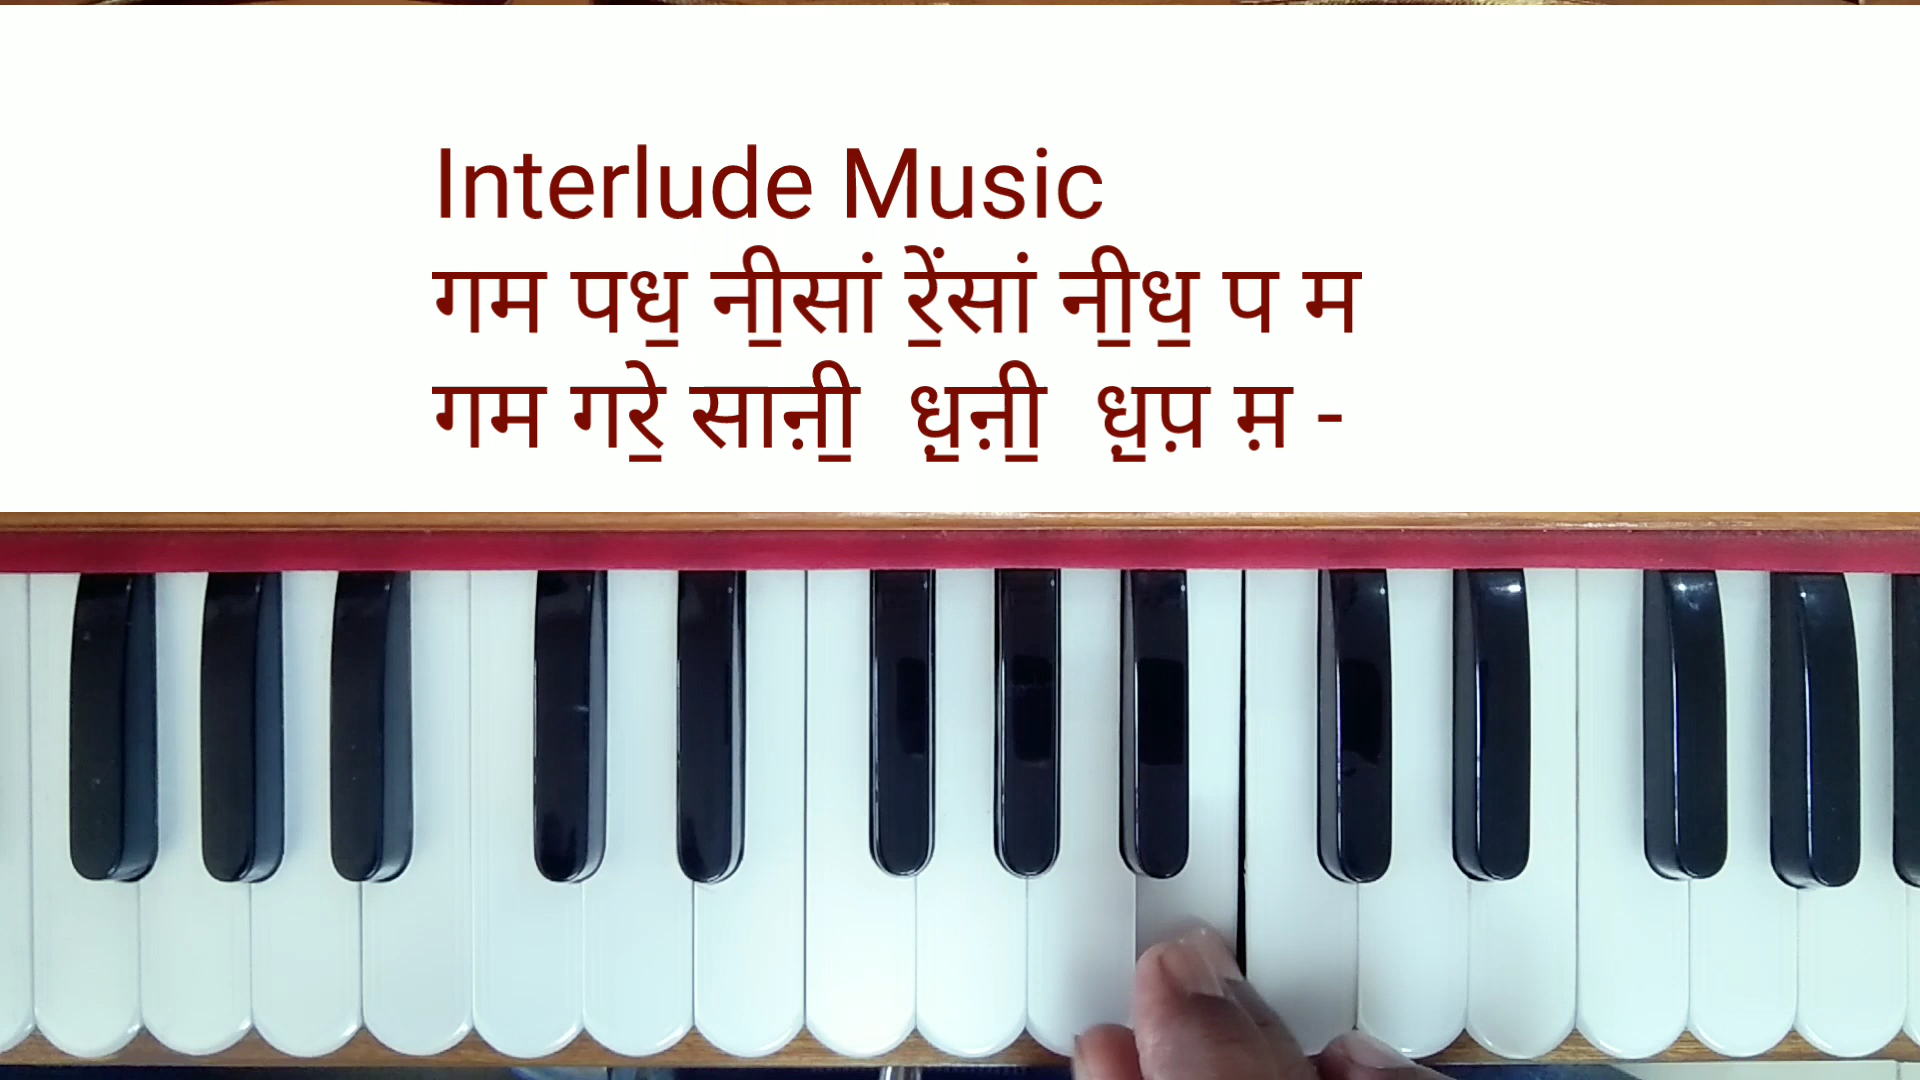 Interlude Music
गम पध॒ नी॒सां रें॒सां नी॒ध॒ प म
गम गरे॒ साऩी॒  ध़॒ऩी॒  ध़॒प़ म़ -